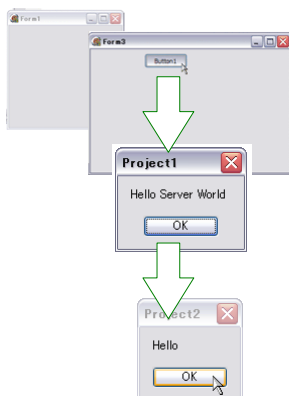 Form1
Form3
Button1
Project1
Hello Server World
OK
Project2
Hello
OK